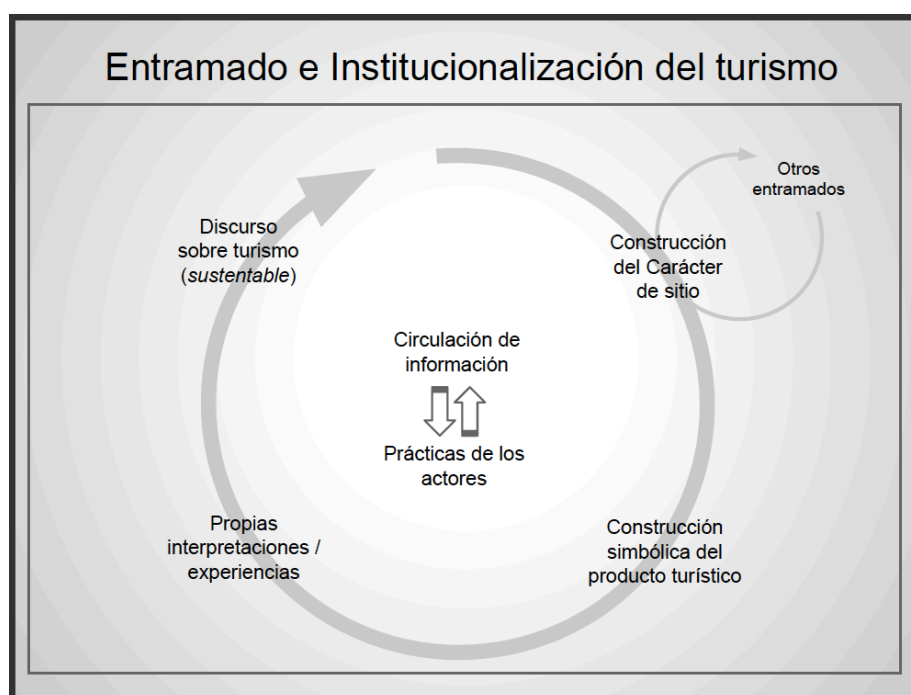 Entramado e Institucionalización del turismo
Otros
entramados
Discurso
sobre turismo
(sustentable)
Construcción
del Carácter
de sitio
Circulación de
información
Prácticas de los
actores
Propias
interpretaciones /
experiencias
Construcción
simbólica del
producto turístico